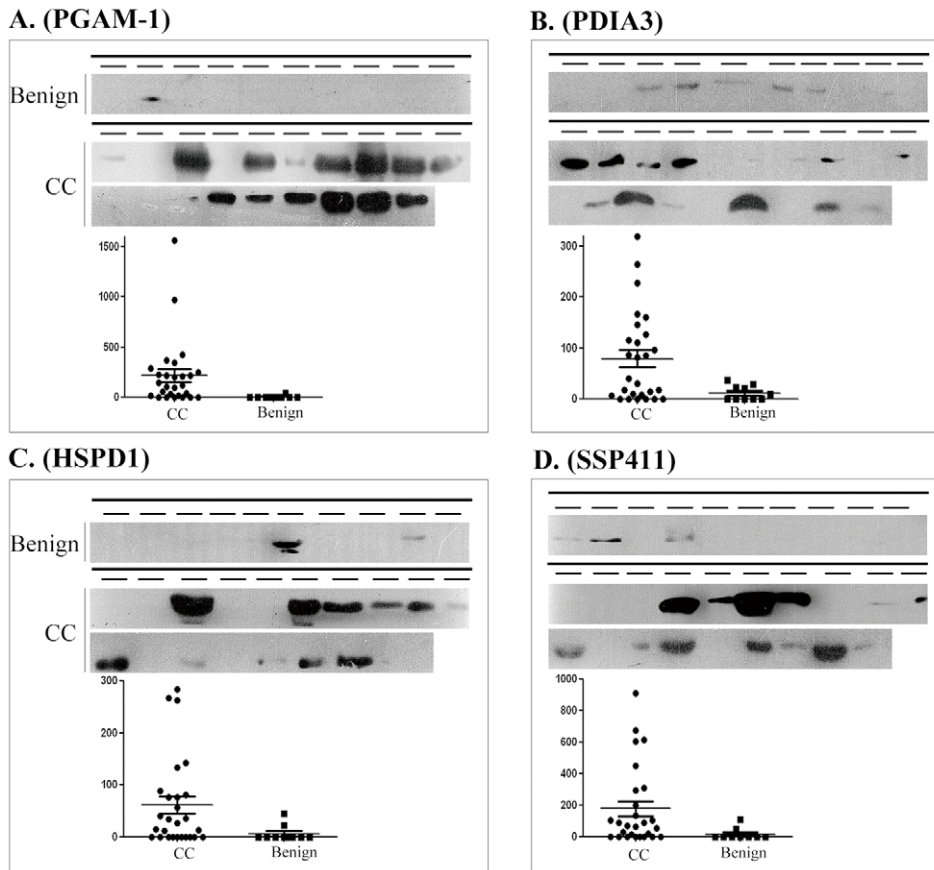 A. (PGAM-1)
Benign
CC
1500
1000
500
0
CC
Benign
B. (PDIA3)
300
200
100
0
CC
Benign
C. (HSPD1)
Benign
CC
300
200
100
0
CC
Benign
D. (SSP411)
1000
800
600
400
200
0
CC
Benign